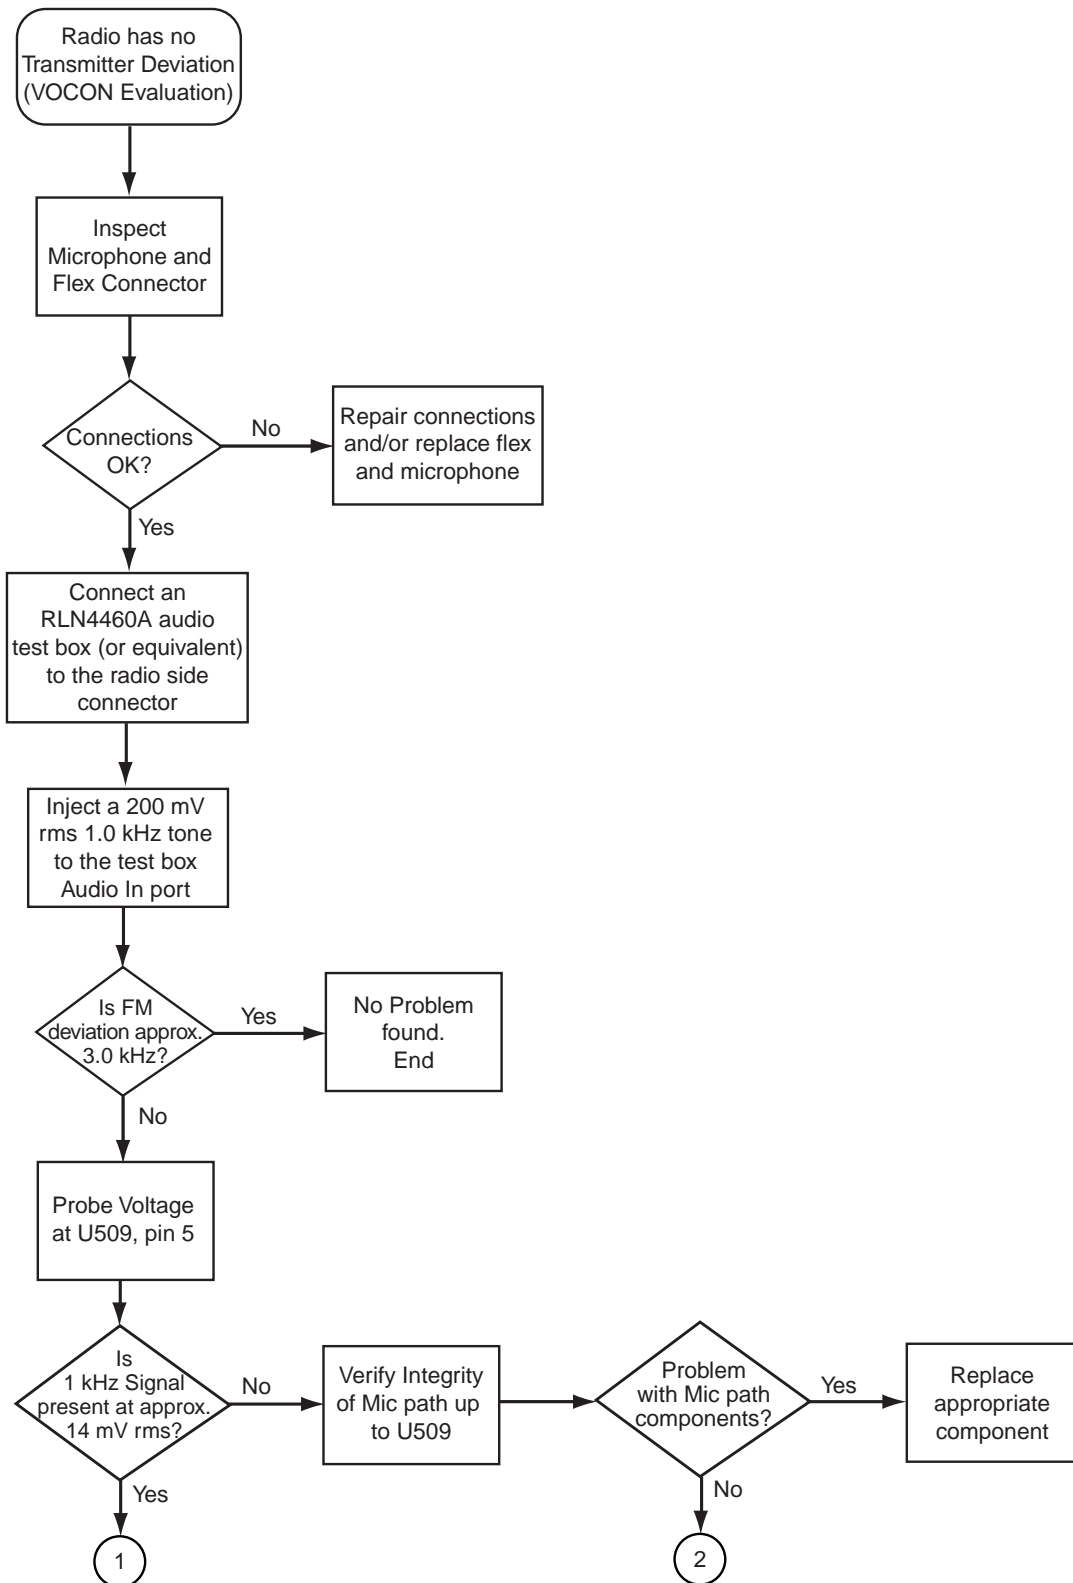 Radio has no
Transmitter Deviation
(VOCON Evaluation)
Inspect
Microphone and
Flex Connector
Connections
OK?
No
Repair connections
and/or replace flex
and microphone
Yes
Connect an
RLN4460A audio
test box (or equivalent)
to the radio side
connector
Inject a 200 mV
rms 1.0 kHz tone
to the test box
Audio In port
Is FM
deviation approx.
3.0 kHz?
Yes
No Problem
found.
End
No
Probe Voltage
at U509, pin 5
Is
1 kHz Signal
present at approx.
14 mV rms?
No
Verify Integrity
of Mic path up
to U509
Problem
with Mic path
components?
Yes
Replace
appropriate
component
Yes
No
1
2